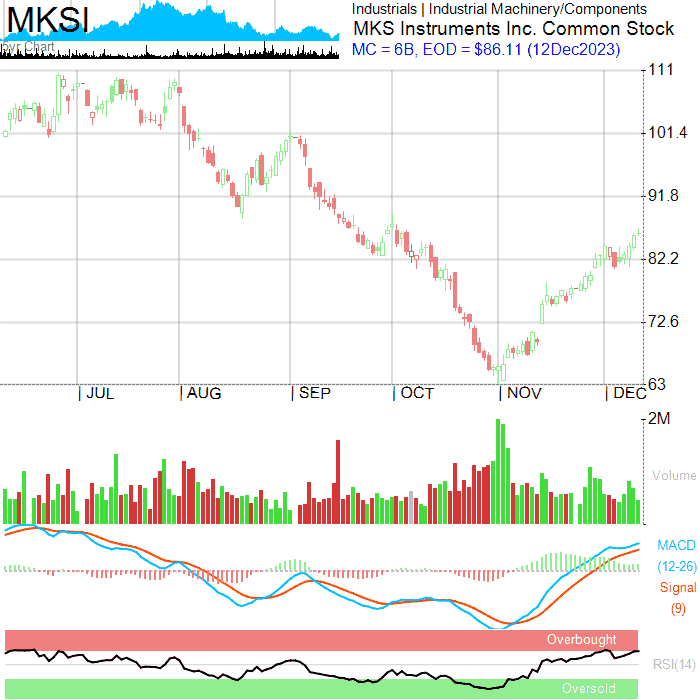 MKSI
Industrials | Industrial Machinery/Components
MKS Instruments Inc. Common Stock
MC = 6B, EOD = $86.11 (12Dec2023)
Chart
111
101.4
91.8
82.2
72.6
63
JUL AUG SEP OCT NOV DEC
2M
Volume
MACD
(12-26)
Signal
(9)
Overbought
RSI(14)
Oversold